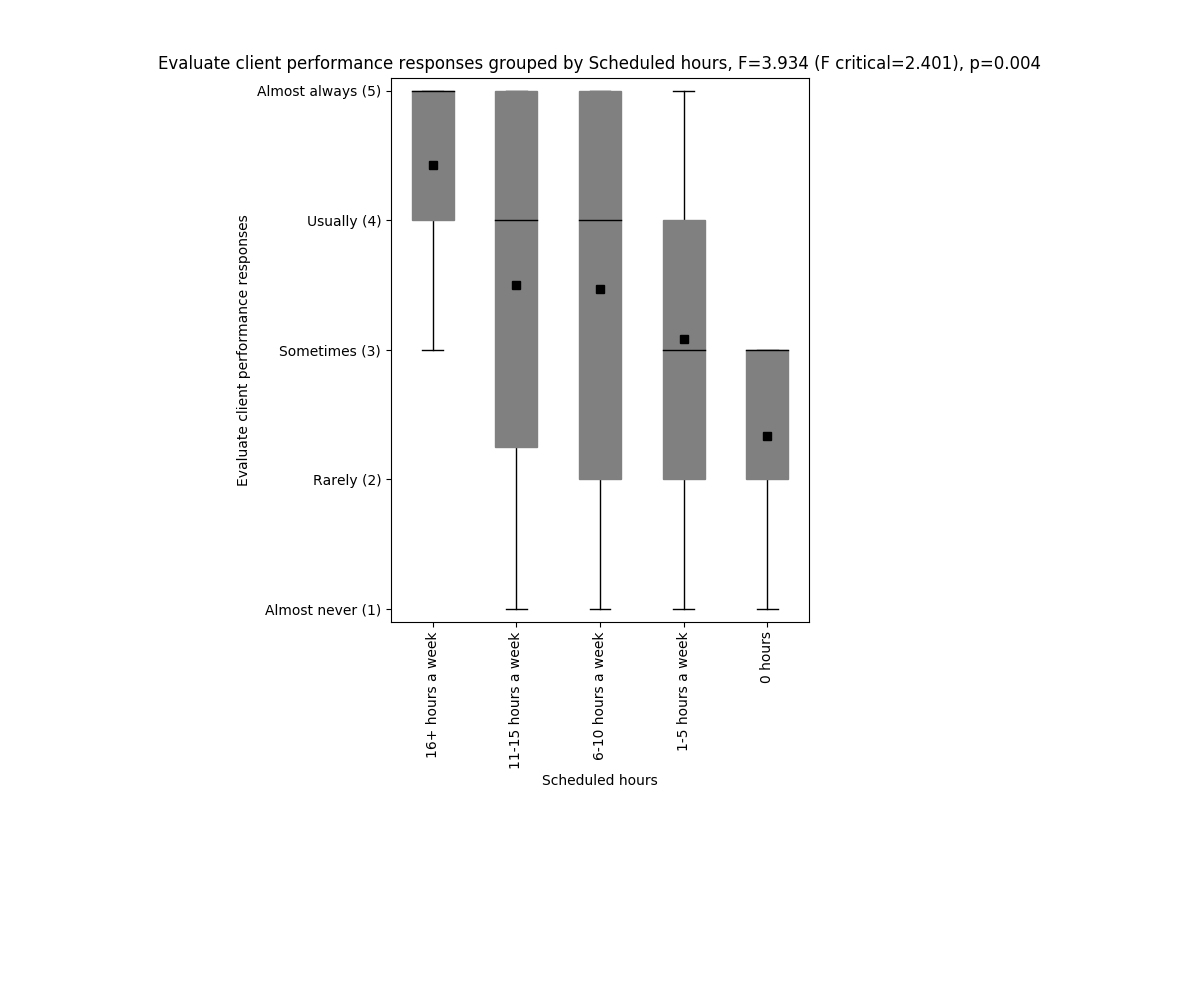 Evaluate client performance responses grouped by Scheduled hours, F=3.934 (F critical=2.401), p=0.004
Evaluate client performance responses
Almost always (5)
Usually (4)
Sometimes (3)
Rarely (2)
Almost never (1)
16+ hours a week
11-15 hours a week
6-10 hours a week
1-5 hours a week
0 hours
Scheduled hours